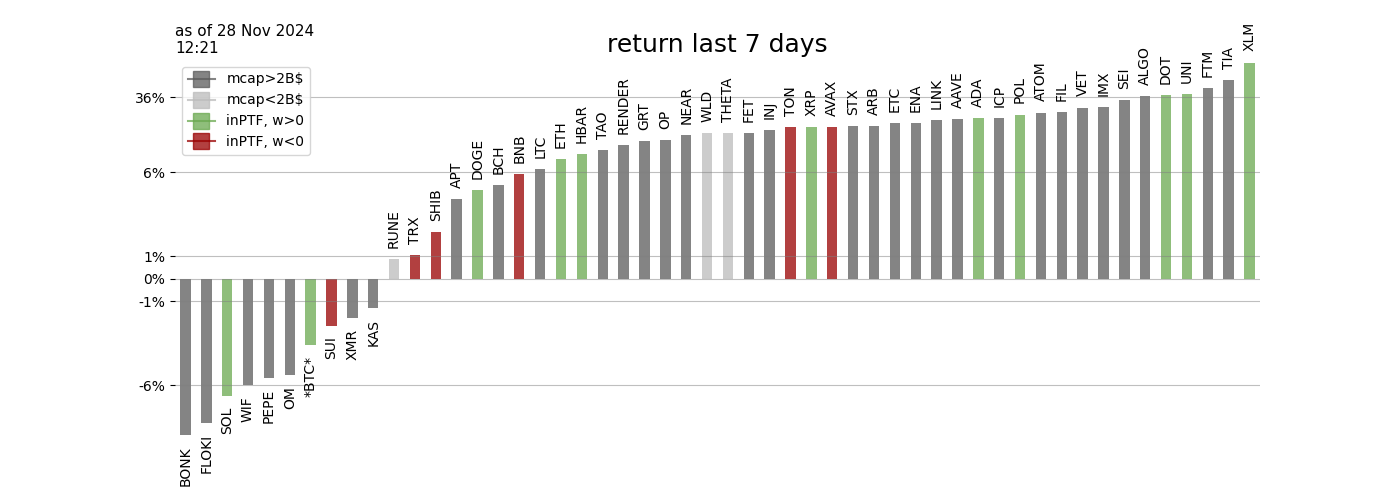 as of 28 Nov 2024
12:21
return last 7 days
mcap>2B$
mcap<2B$
inPTF, w>0
inPTF, w<0
36%
6%
1%
0%
-1%
-6%
BONK
FLOKI
SOL
WIF
PEPE
OM
*BTC*
SUI
XMR
KAS
RUNE
TRX
SHIB
APT
DOGE
BCH
BNB
LTC
ETH
HBAR
TAO
RENDER
GRT
OP
NEAR
WLD
THETA
FET
INJ
TON
XRP
AVAX
STX
ARB
ETC
ENA
LINK
AAVE
ADA
ICP
POL
ATOM
FIL
VET
IMX
SEI
ALGO
DOT
UNI
FTM
TIA
XLM